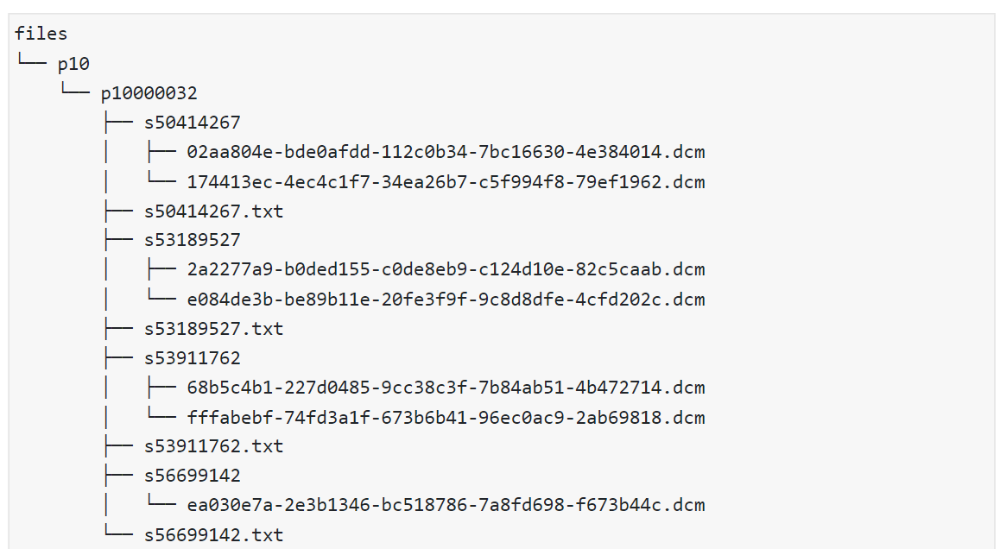 files
└── p10
    └── p10000032
        ├── s50414267
        │   ├── 02aa804e-bde0afdd-112c0b34-7bc16630-4e384014.dcm
        │   └── 174413ec-4ec4c1f7-34ea26b7-c5f994f8-79ef1962.dcm
        ├── s50414267.txt
        ├── s53189527
        │   ├── 2a2277a9-b0ded155-c0de8eb9-c124d10e-82c5caab.dcm
        │   └── e084de3b-be89b11e-20fe3f9f-9c8d8dfe-4cfd202c.dcm
        ├── s53189527.txt
        ├── s53911762
        │   ├── 68b5c4b1-227d0485-9cc38c3f-7b84ab51-4b472714.dcm
        │   └── fffabebf-74fd3a1f-673b6b41-96ec0ac9-2ab69818.dcm
        ├── s53911762.txt
        ├── s56699142
        │   └── ea030e7a-2e3b1346-bc518786-7a8fd698-f673b44c.dcm
        └── s56699142.txt